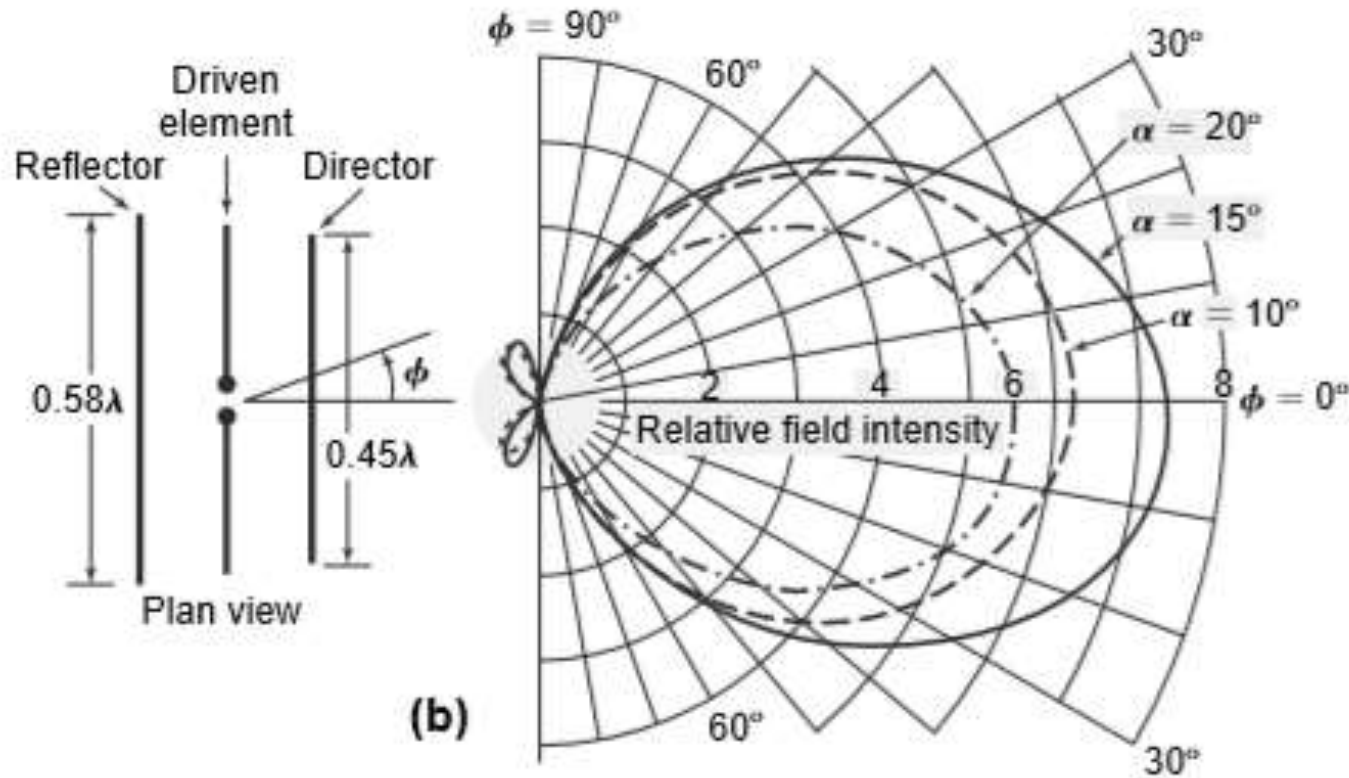 Driven
element
Reflector
Director
0.58λ
ϕ
0.45λ
Plan view
(b)
ϕ = 90°
60°
30°
α = 20°
α = 15°
α = 10°
2
4
6
8
ϕ = 0°
Relative field intensity
60°
30°